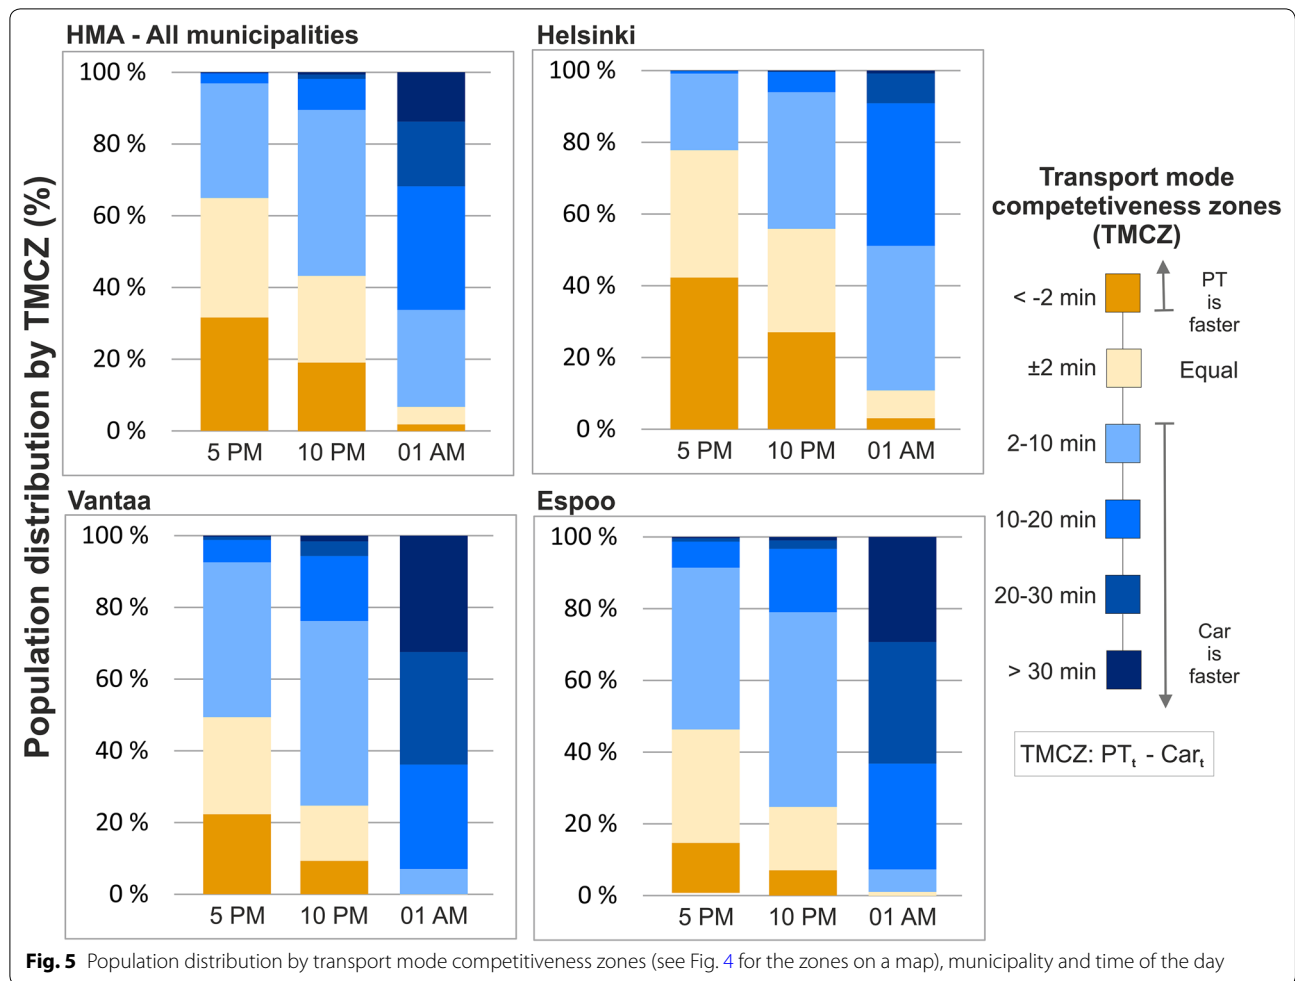 HMA - All municipalities
100 %
80 %
60 %
40 %
20 %
0 %
5 PM 10 PM 01 AM
Helsinki
100 %
80 %
60 %
40 %
20 %
0 %
5 PM 10 PM 01 AM
Population distribution by TMCZ (%)
Vantaa
100 %
80 %
60 %
40 %
20 %
0 %
5 PM 10 PM 01 AM
Espoo
100 %
80 %
60 %
40 %
20 %
0 %
5 PM 10 PM 01 AM
Transport mode
competetiveness zones
(TMCZ)
< -2 min
PT
is
faster
±2 min
Equal
2-10 min
10-20 min
20-30 min
> 30 min
Car
is
faster
TMCZ: PTt - Cart
Fig. 5 Population distribution by transport mode competitiveness zones (see Fig. 4 for the zones on a map), municipality and time of the day